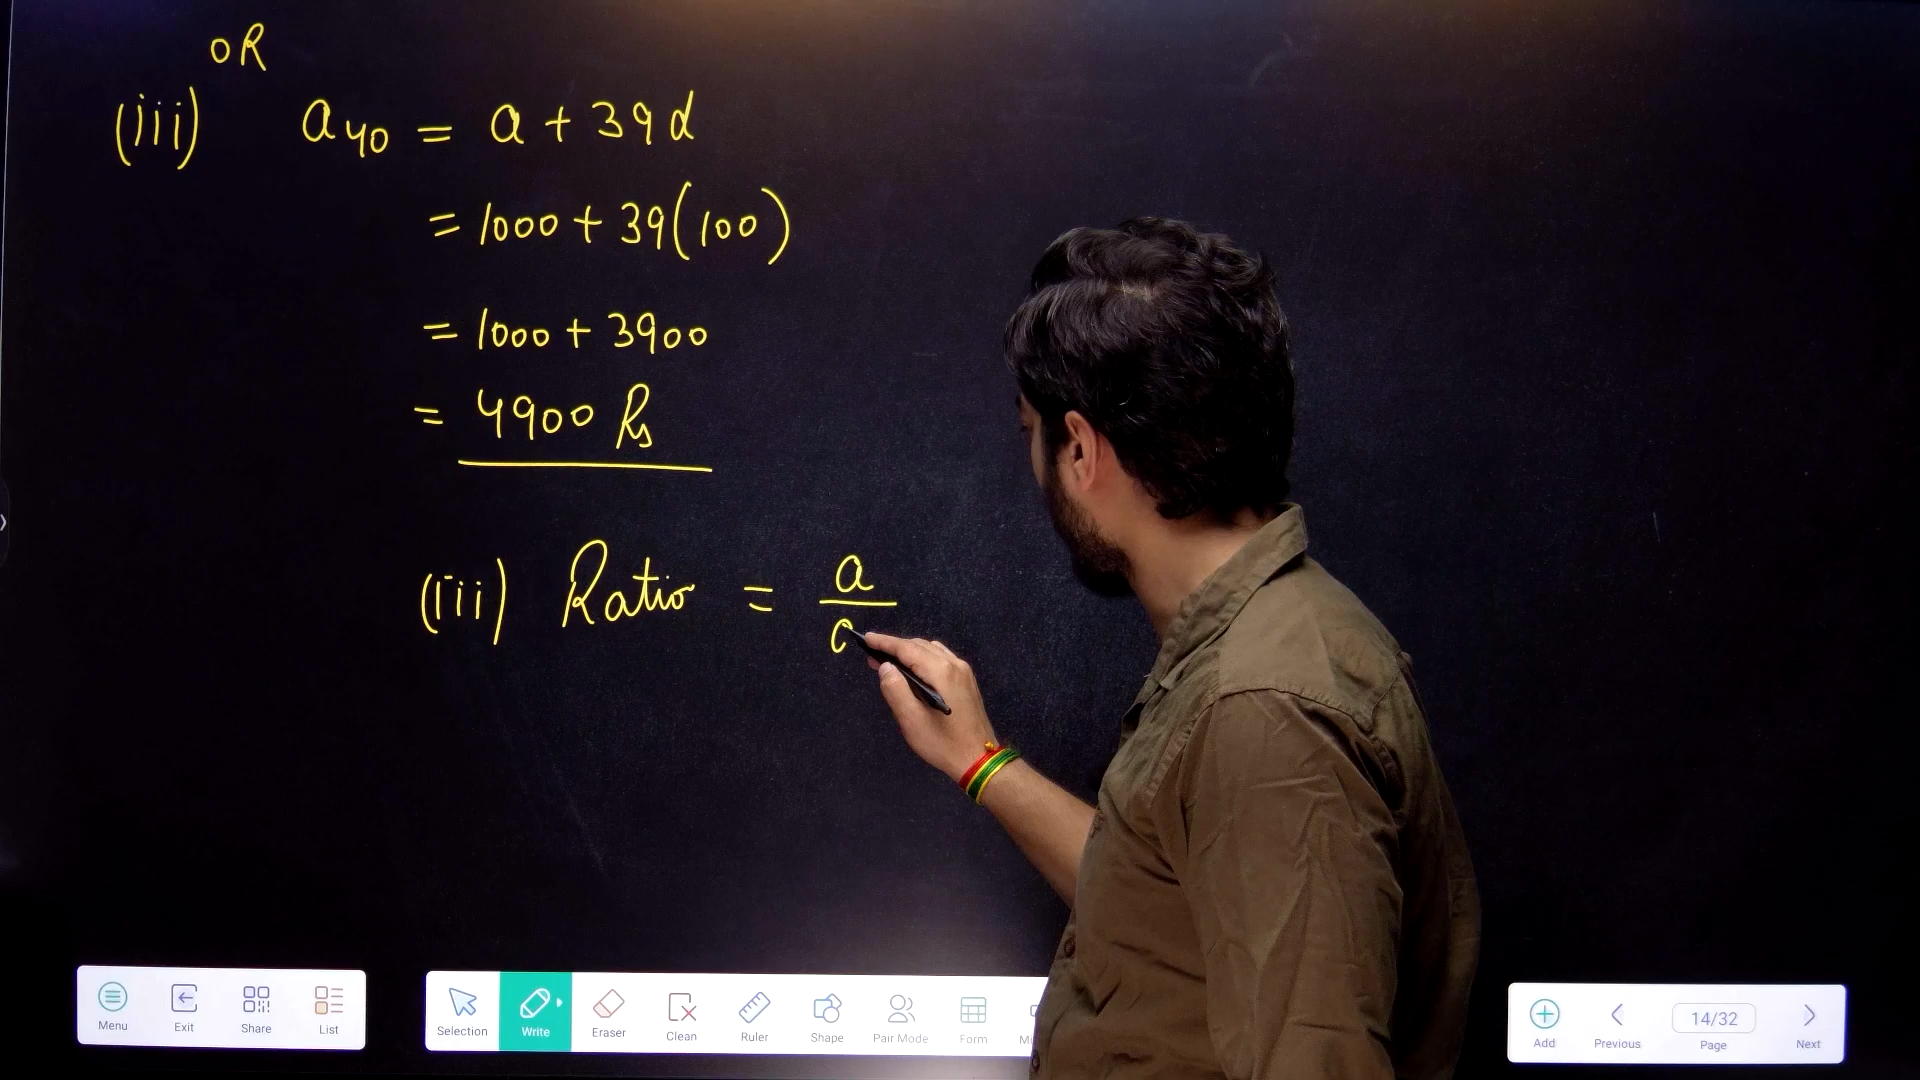 OR
(iii) a40 = a + 39d
= 1000 + 39(100)
= 1000 + 3900
= 4900 Rs
(iii) Ratio = a
Menu
Exit
Share
List
Selection
Write
Eraser
Clean
Ruler
Shape
Pair Mode
Form
Add
Previous
14/32
Page
Next